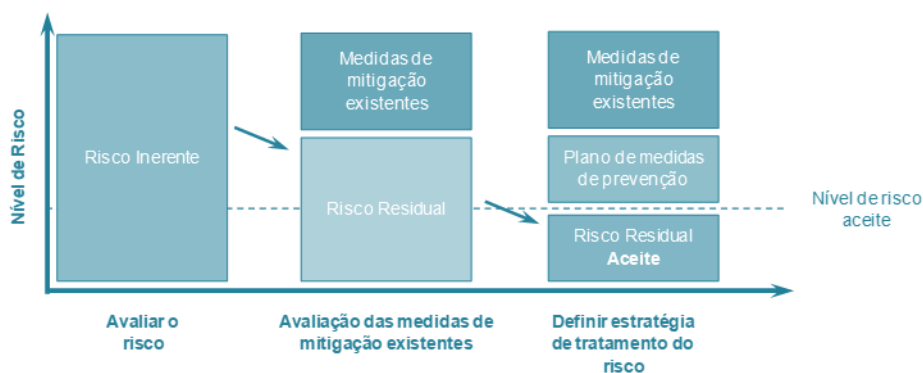 Nível de Risco
Risco Inerente
Medidas de
mitigação
existentes
Risco Residual
Medidas de
mitigação
existentes
Plano de medidas
de prevenção
Risco Residual
Aceite
Nível de risco
aceite
Avaliar o
risco
Avaliação das medidas de
mitigação existentes
Definir estratégia
de tratamento do
risco